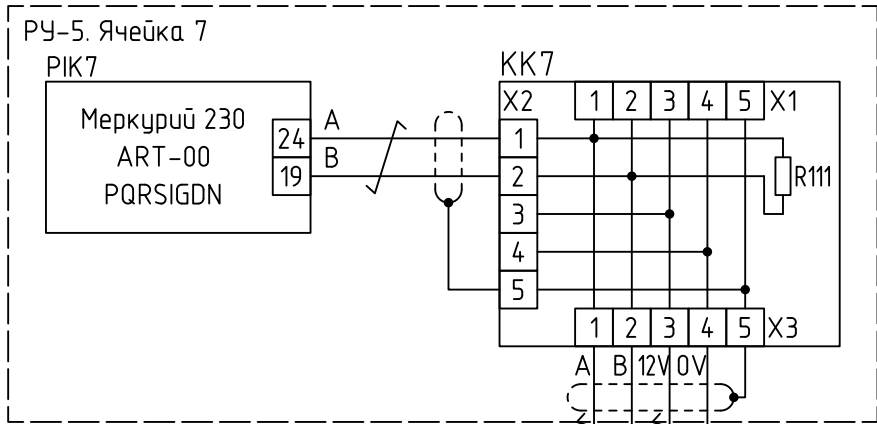 РУ-5. Ячейка 7
PIK7
KK7
Меркурий 230
ART-00
PQRSIGDN
24 A
19 B
X2 1 2 3 4 5 X1
1
2
3
4
5
R111
1 2 3 4 5 X3
A B 12V 0V